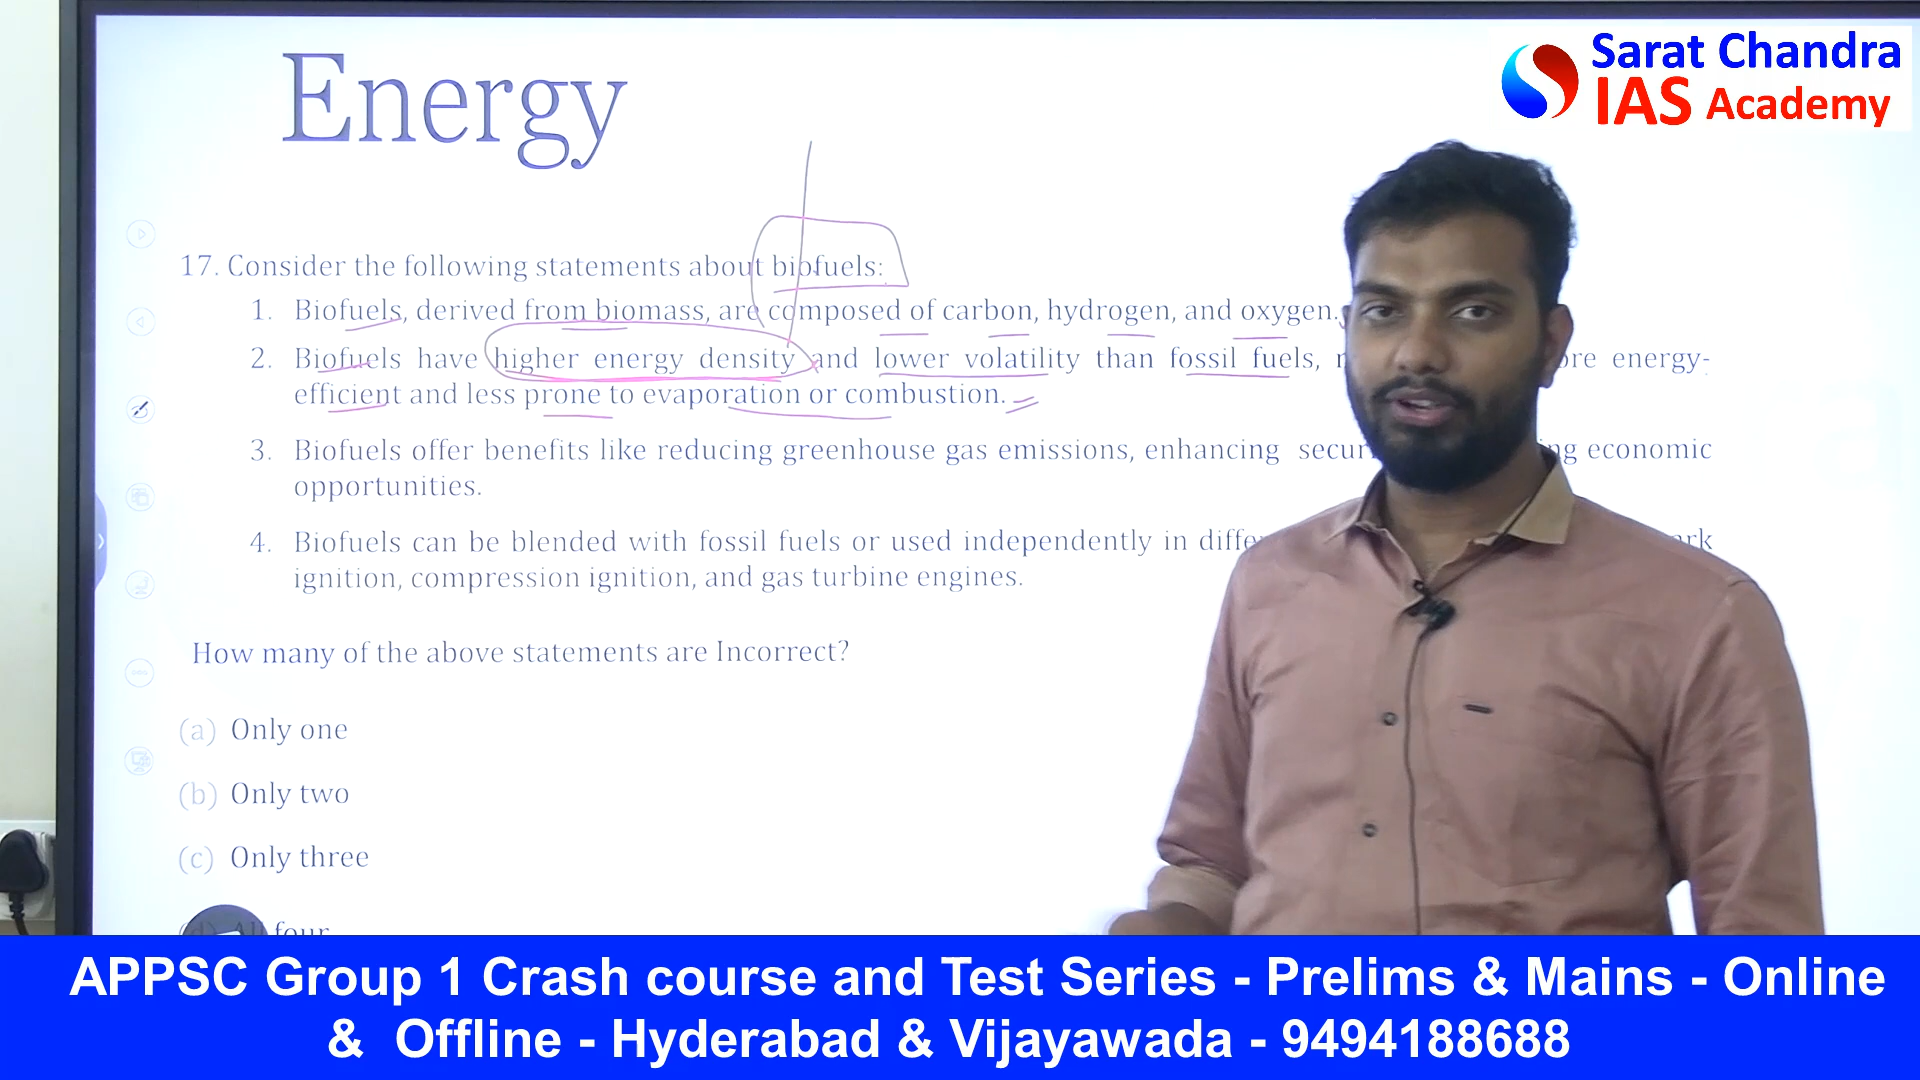 Energy
Sarat Chandra
IAS Academy
17. Consider the following statements about biofuels:
1. Biofuels, derived from biomass, are composed of carbon, hydrogen, and oxygen.
2. Biofuels have higher energy density and lower volatility than fossil fuels, energy-
efficient and less prone to evaporation or combustion.
3. Biofuels offer benefits like reducing greenhouse gas emissions, enhancing economic
opportunities.
4. Biofuels can be blended with fossil fuels or used independently in
ignition, compression ignition, and gas turbine engines.
How many of the above statements are Incorrect?
(a) Only one
(b) Only two
(c) Only three
four
APPSC Group 1 Crash course and Test Series - Prelims & Mains - Online
& Offline - Hyderabad & Vijayawada - 9494188688